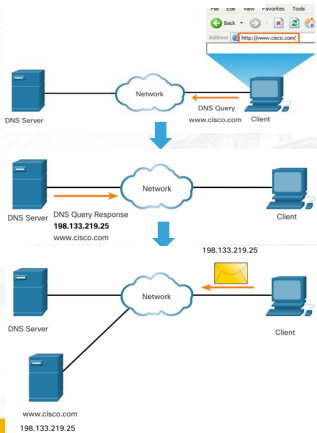 File Edit View Favorites Tools
Back
Address http://www.cisco.com/
Network
DNS Query
www.cisco.com
DNS Server
Client
Network
DNS Server
DNS Query Response
198.133.219.25
www.cisco.com
Client
198.133.219.25
Network
DNS Server
Client
www.cisco.com
198.133.219.25